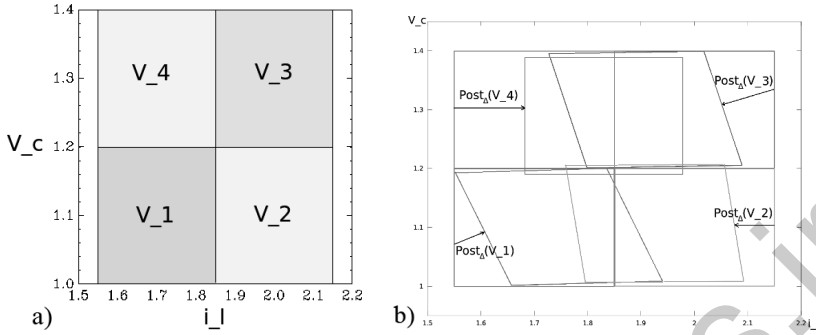 1.4
1.3
1.2
1.1
1.0
V_c
V_4
V_3
V_1
V_2
1.5 1.6 1.7 1.8 1.9 2.0 2.1 2.2
i_l
a)
V_c
1.5
1.4
1.3
1.2
1.1
1
Post_Δ(V_4)
Post_Δ(V_3)
Post_Δ(V_1)
Post_Δ(V_2)
1.5 1.6 1.7 1.8 1.9 2 2.1 2.2
b)